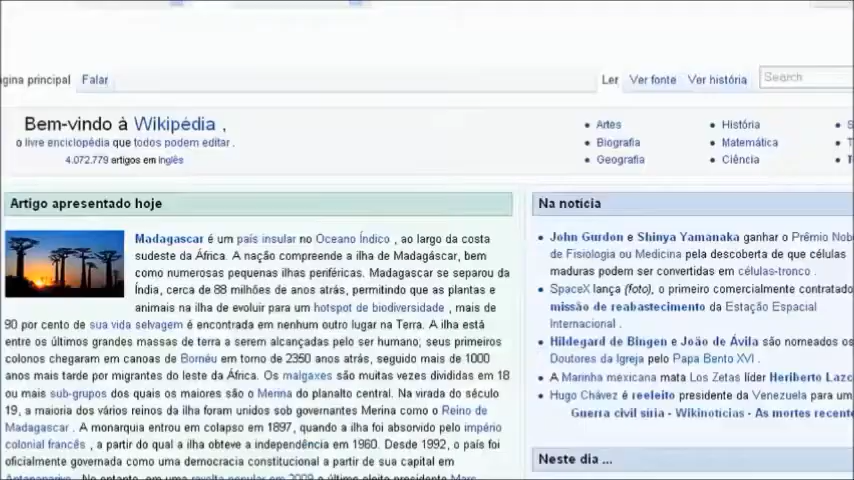 gina principal Falar Ler Ver fonte Ver história Search
Bem-vindo à Wikipédia ,
o livre enciclopédia que todos podem editar .
4.072.779 artigos em inglês
Artes História
Biografia Matemática
Geografia Ciência
Artigo apresentado hoje
Madagascar é um país insular no Oceano Índico , ao largo da costa
sudeste da África. A nação compreende a ilha de Madagáscar, bem
como numerosas pequenas ilhas periféricas. Madagascar se separou da
Índia, cerca de 88 milhões de anos atrás, permitindo que as plantas e
animais na ilha de evoluir para um hotspot de biodiversidade , mais de
90 por cento de sua vida selvagem é encontrada em nenhum outro lugar na Terra. A ilha está
entre os últimos grandes massas de terra a serem alcançadas pelo ser humano; seus primeiros
colonos chegaram em canoas de Bornéu em torno de 2350 anos atrás, seguido mais de 1000
anos mais tarde por migrantes do leste da África. Os malgaxes são muitas vezes divididas em 18
ou mais sub-grupos dos quais os maiores são o Merina do planalto central. Na virada do século
19, a maioria dos vários reinos da ilha foram unidos sob governantes Merina como o Reino de
Madagascar . A monarquia entrou em colapso em 1897, quando a ilha foi absorvido pelo império
colonial francês , a partir do qual a ilha obteve a independência em 1960. Desde 1992, o país foi
oficialmente governada como uma democracia constitucional a partir de sua capital em
Na notícia
John Gurdon e Shinya Yamanaka ganhar o Prêmio Nob
de Fisiologia ou Medicina pela descoberta de que células
maduras podem ser convertidas em células-tronco .
SpaceX lança (foto), o primeiro comercialmente contratado
missão de reabastecimento da Estação Espacial
Internacional .
Hildegard de Bingen e João de Ávila são nomeados os
Doutores da Igreja pelo Papa Bento XVI .
A Marinha mexicana mata Los Zetas líder Heriberto Lazc
Hugo Chávez é reeleito presidente da Venezuela para um
Guerra civil síria - Wikinotícias - As mortes recente
Neste dia ...